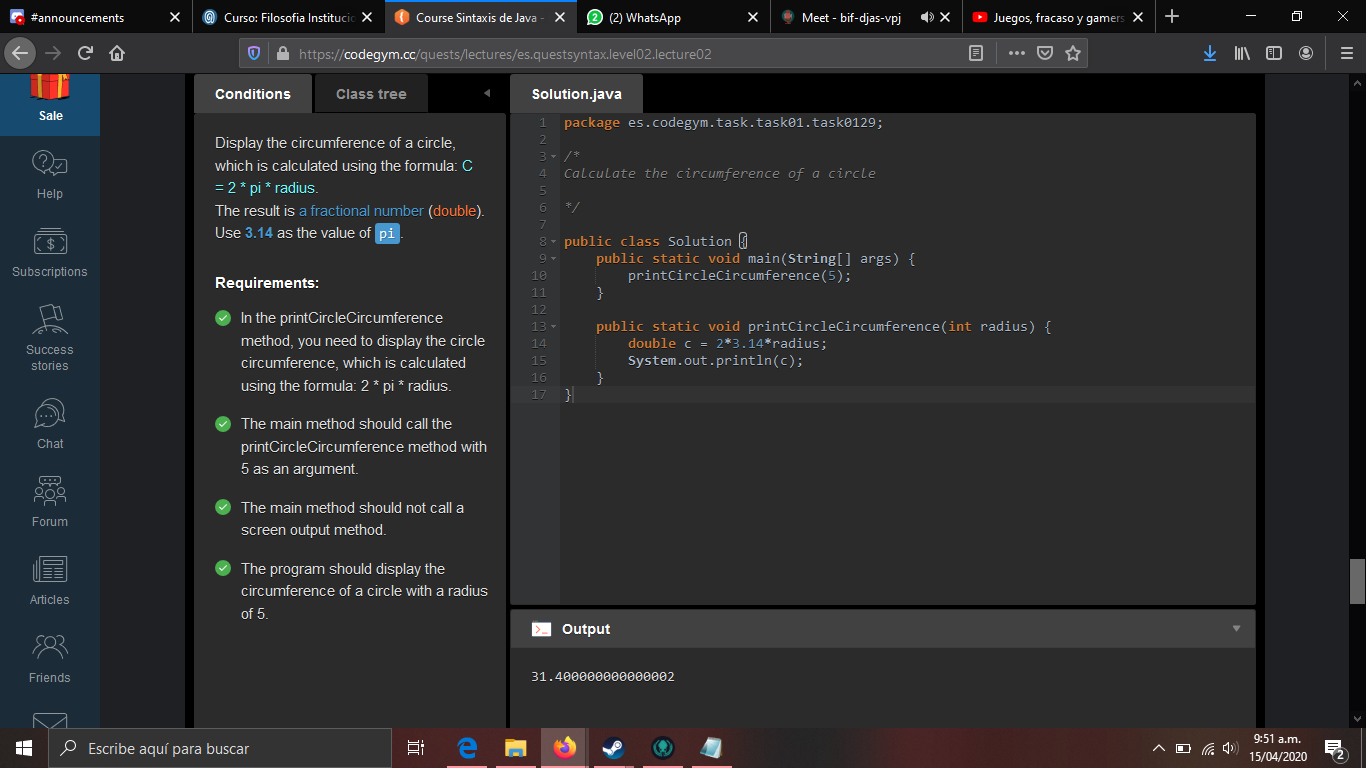 #announcements
Curso: Filosofia Institucio
Course Sintaxis de Java -
(2) WhatsApp
Meet - bif-djas-vpj
Juegos, fracaso y gamers
https://codegym.cc/quests/lectures/es.questsyntax.level02.lecture02
Sale
Help
Subscriptions
Success
stories
Chat
Forum
Articles
Friends
Conditions
Class tree
Display the circumference of a circle,
which is calculated using the formula: C
= 2 * pi * radius.
The result is a fractional number (double).
Use 3.14 as the value of pi.
Requirements:
In the printCircleCircumference
method, you need to display the circle
circumference, which is calculated
using the formula: 2 * pi * radius.
The main method should call the
printCircleCircumference method with
5 as an argument.
The main method should not call a
screen output method.
The program should display the
circumference of a circle with a radius
of 5.
Solution.java
1 package es.codegym.task.task01.task0129;
2
3 /*
4 Calculate the circumference of a circle
5
6 */
7
8 public class Solution {
9 public static void main(String[] args) {
10 printCircleCircumference(5);
11 }
12
13 public static void printCircleCircumference(int radius) {
14 double c = 2*3.14*radius;
15 System.out.println(c);
16 }
17 }
Output
31.400000000000002
Escribe aquí para buscar
9:51 a.m.
15/04/2020
2